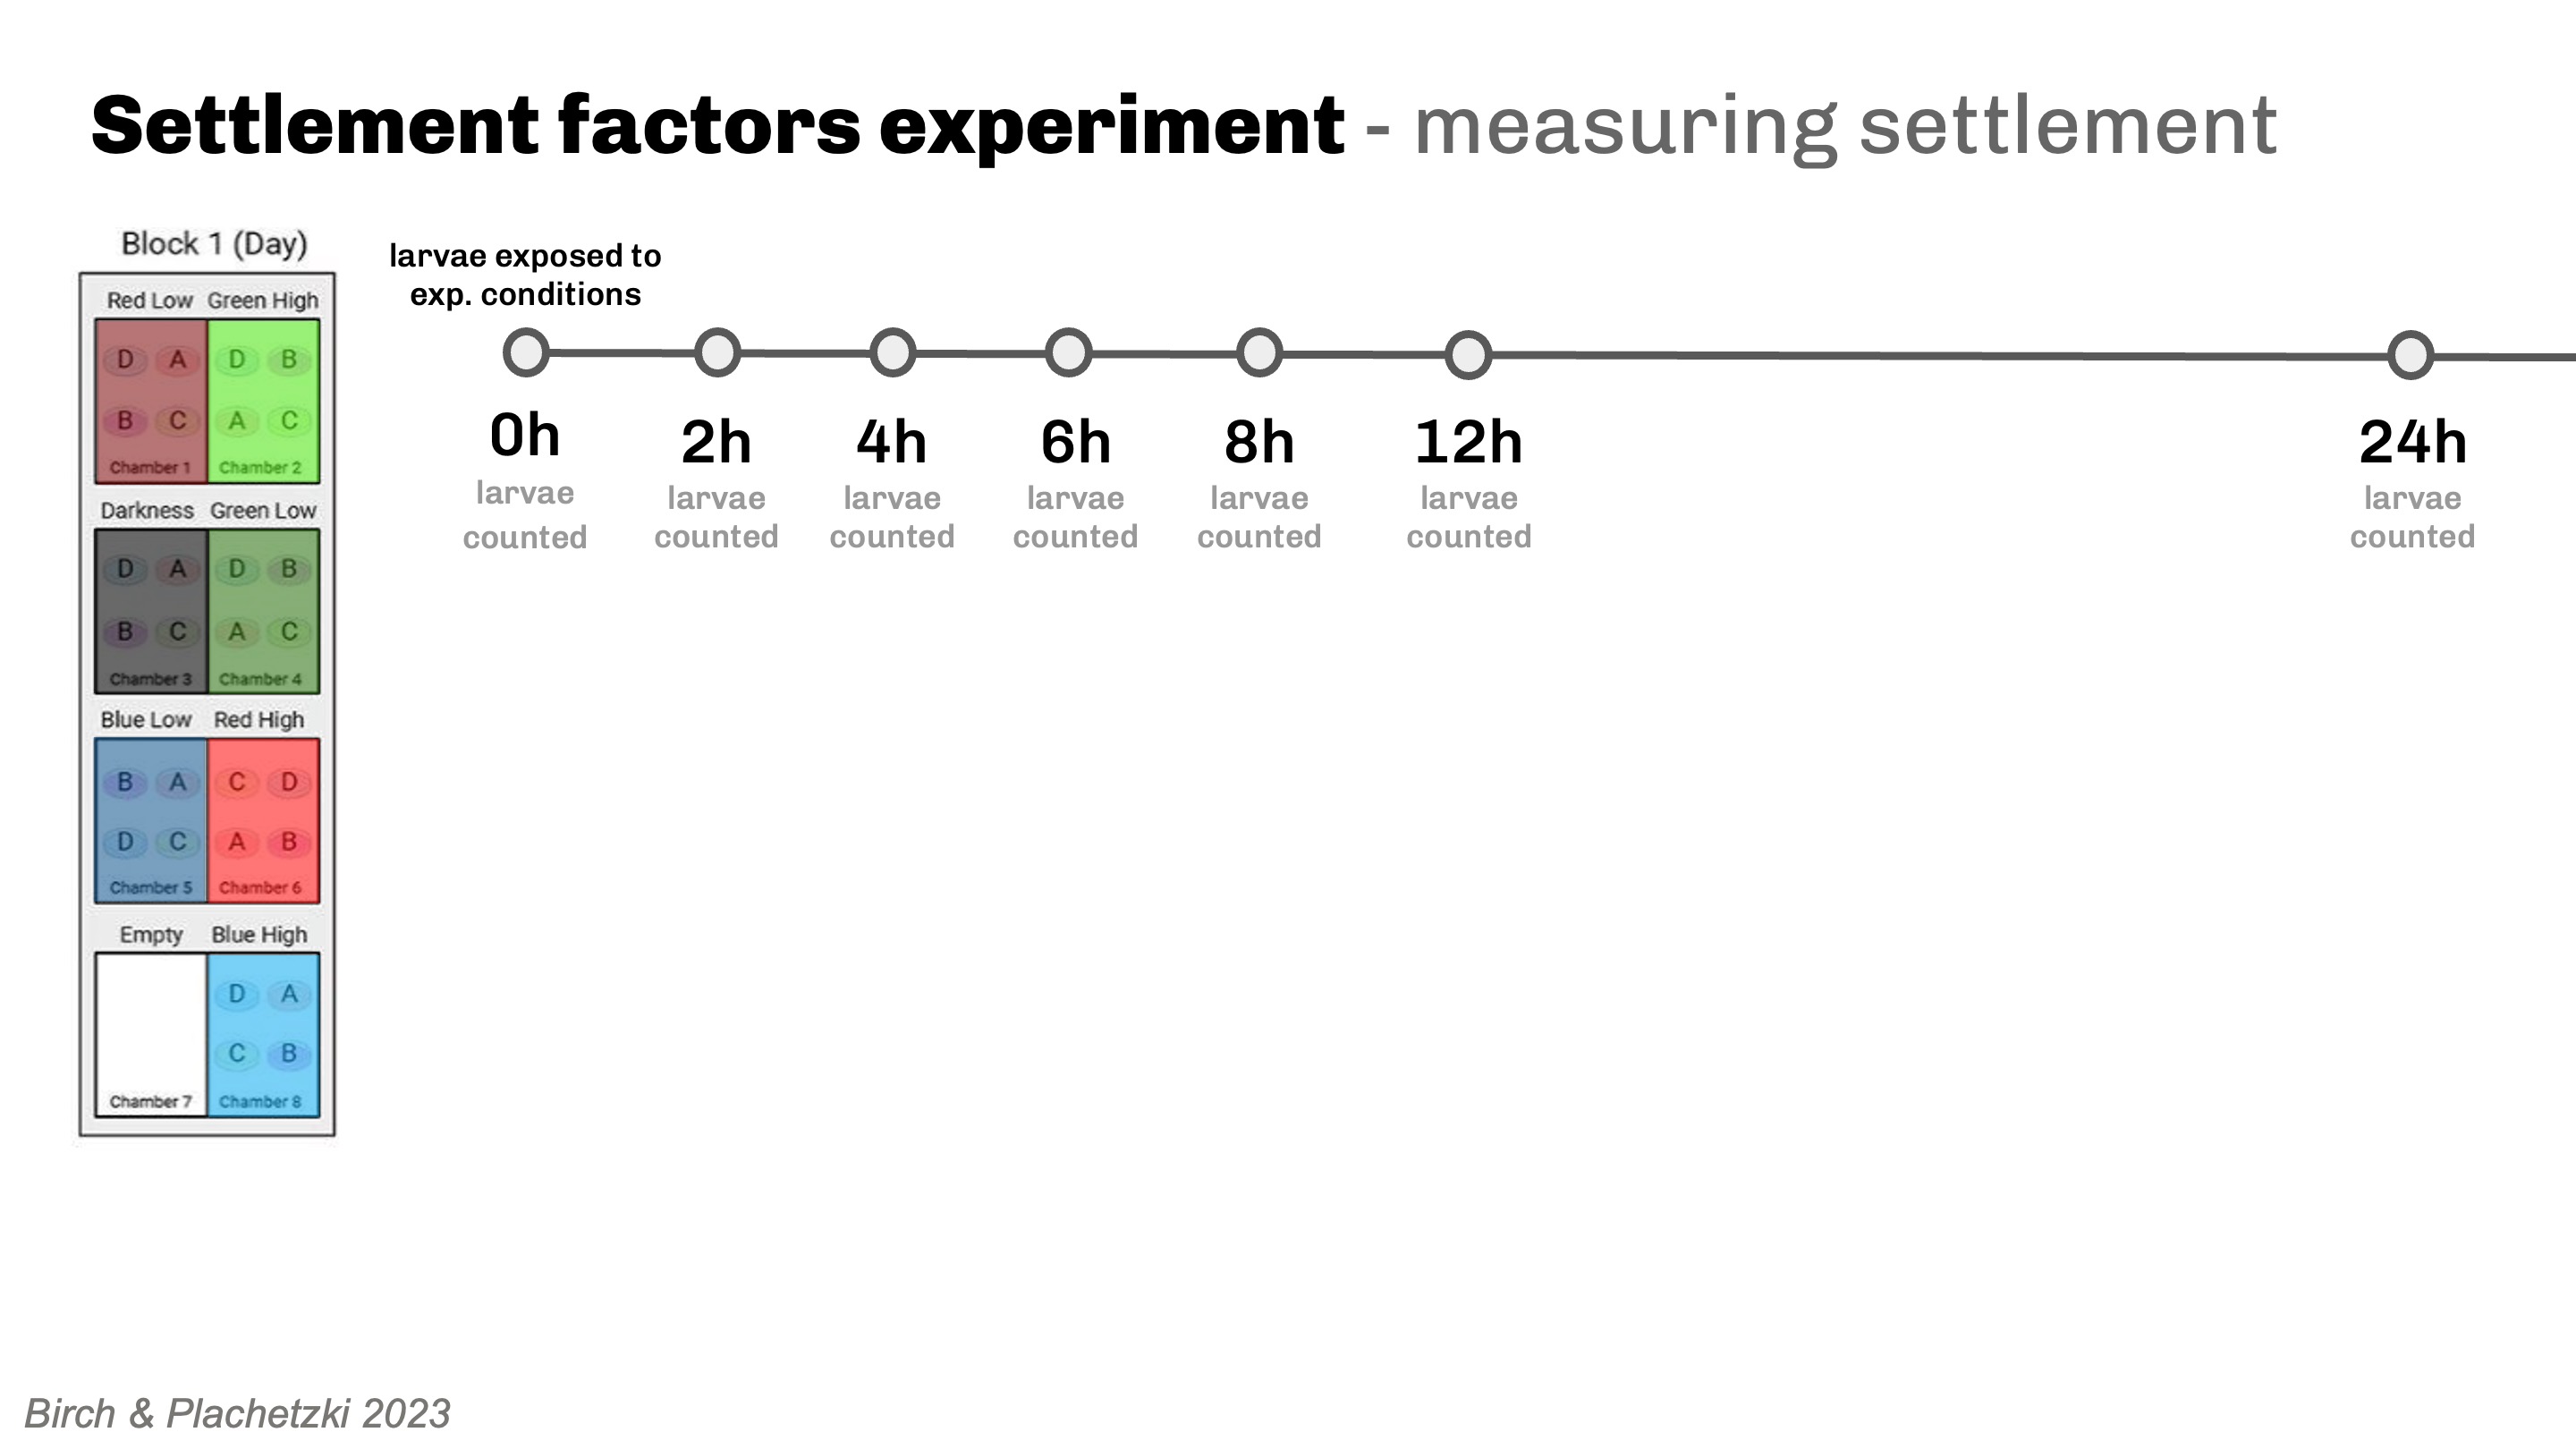 Settlement factors experiment - measuring settlement
Block 1 (Day)
Red Low Green High
D A D B
B C A C
Chamber 1 Chamber 2
Darkness Green Low
D A D B
B C A C
Chamber 3 Chamber 4
Blue Low Red High
B A C D
D C A B
Chamber 5 Chamber 6
Empty Blue High
D A
C B
Chamber 7 Chamber 8
larvae exposed to
exp. conditions
0h
larvae
counted
2h
larvae
counted
4h
larvae
counted
6h
larvae
counted
8h
larvae
counted
12h
larvae
counted
24h
larvae
counted
Birch & Plachetzki 2023